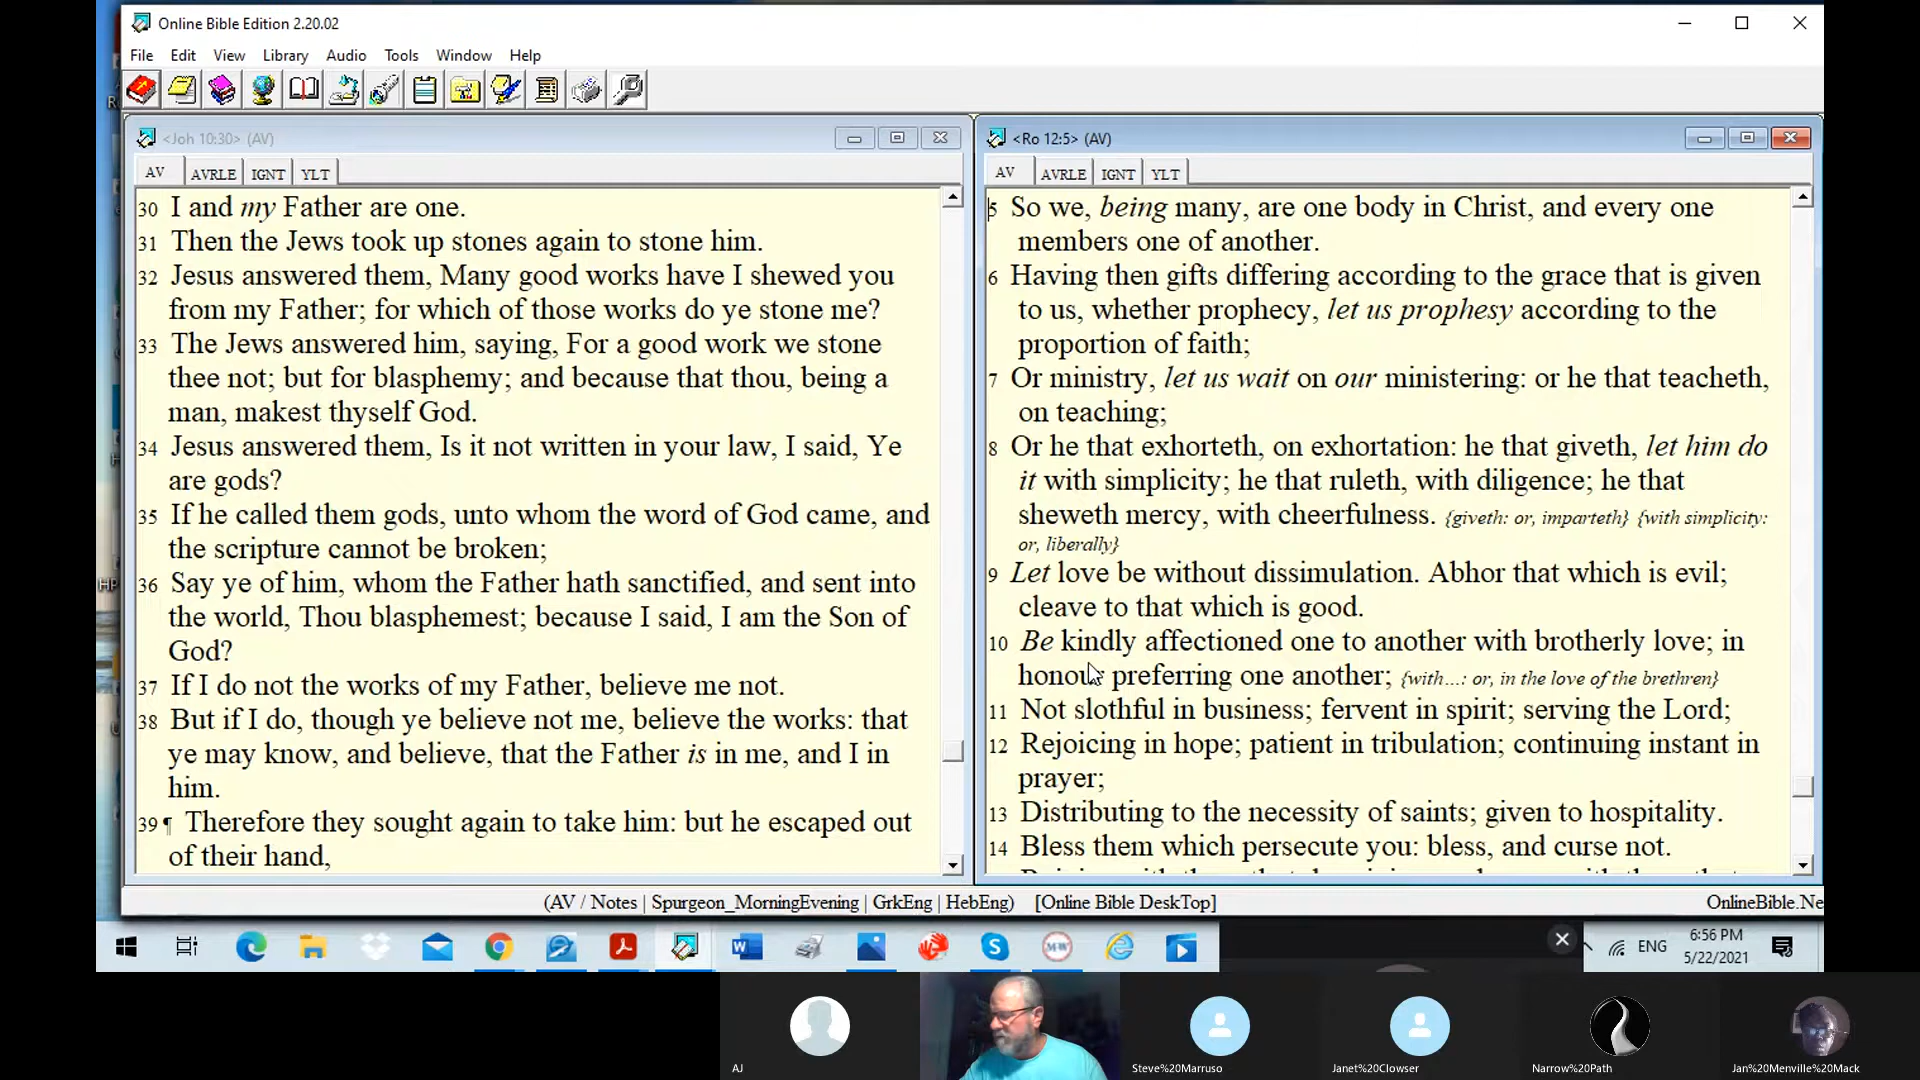 Online Bible Edition 2.20.02
File Edit View Library Audio Tools Window Help
<Joh 10:30> (AV)
AV AVRLE IGNT YLT
30 I and my Father are one.
31 Then the Jews took up stones again to stone him.
32 Jesus answered them, Many good works have I shewed you
from my Father; for which of those works do ye stone me?
33 The Jews answered him, saying, For a good work we stone
thee not; but for blasphemy; and because that thou, being a
man, makest thyself God.
34 Jesus answered them, Is it not written in your law, I said, Ye
are gods?
35 If he called them gods, unto whom the word of God came, and
the scripture cannot be broken;
36 Say ye of him, whom the Father hath sanctified, and sent into
the world, Thou blasphemest; because I said, I am the Son of
God?
37 If I do not the works of my Father, believe me not.
38 But if I do, though ye believe not me, believe the works: that
ye may know, and believe, that the Father is in me, and I in
him.
39 ¶ Therefore they sought again to take him: but he escaped out
of their hand,
<Ro 12:5> (AV)
AV AVRLE IGNT YLT
5 So we, being many, are one body in Christ, and every one
members one of another.
6 Having then gifts differing according to the grace that is given
to us, whether prophecy, let us prophesy according to the
proportion of faith;
7 Or ministry, let us wait on our ministering: or he that teacheth,
on teaching;
8 Or he that exhorteth, on exhortation: he that giveth, let him do
it with simplicity; he that ruleth, with diligence; he that
sheweth mercy, with cheerfulness. {giveth: or, imparteth} {with simplicity:
or, liberally}
9 Let love be without dissimulation. Abhor that which is evil;
cleave to that which is good.
10 Be kindly affectioned one to another with brotherly love; in
honour preferring one another; {with...: or, in the love of the brethren}
11 Not slothful in business; fervent in spirit; serving the Lord;
12 Rejoicing in hope; patient in tribulation; continuing instant in
prayer;
13 Distributing to the necessity of saints; given to hospitality.
14 Bless them which persecute you: bless, and curse not.
(AV / Notes | Spurgeon_MorningEvening | GrkEng | HebEng) [Online Bible DeskTop] OnlineBible.Ne
HP
ENG
6:56 PM
5/22/2021
AJ
Steve%20Marruso
Janet%20Clowser
Narrow%20Path
Jan%20Menville%20Mack